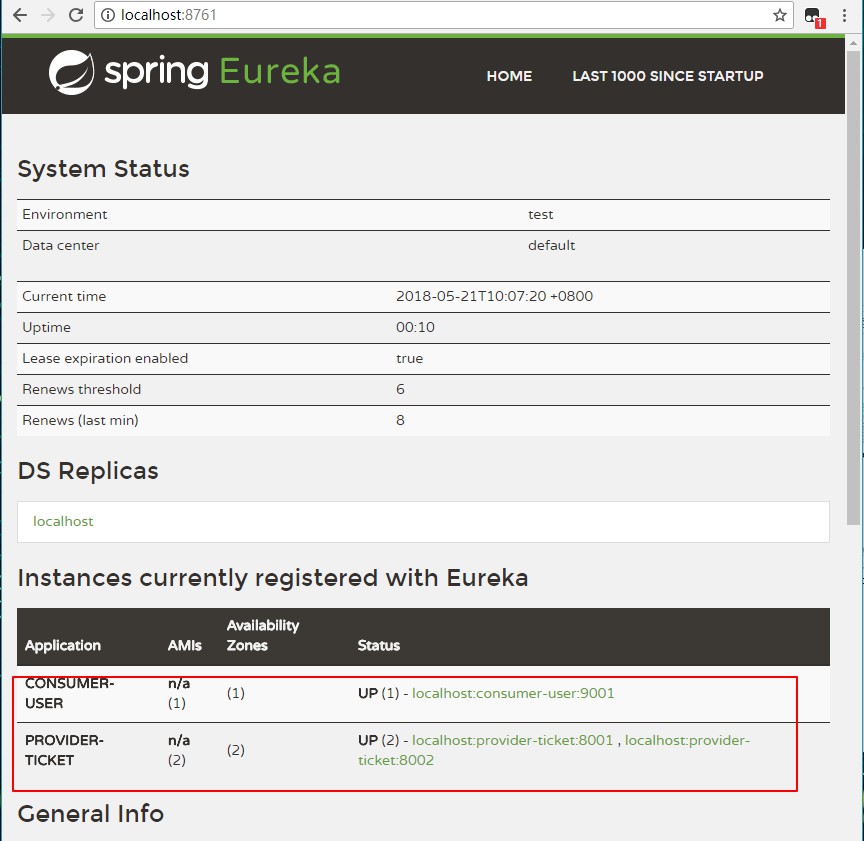 localhost:8761
1
spring Eureka
HOME LAST 1000 SINCE STARTUP
System Status
Environment test
Data center default
Current time 2018-05-21T10:07:20 +0800
Uptime 00:10
Lease expiration enabled true
Renews threshold 6
Renews (last min) 8
DS Replicas
localhost
Instances currently registered with Eureka
Application AMIs Availability Zones Status
CONSUMER-USER n/a (1) (1) UP (1) - localhost:consumer-user:9001
PROVIDER-TICKET n/a (2) (2) UP (2) - localhost:provider-ticket:8001 , localhost:provider-ticket:8002
General Info